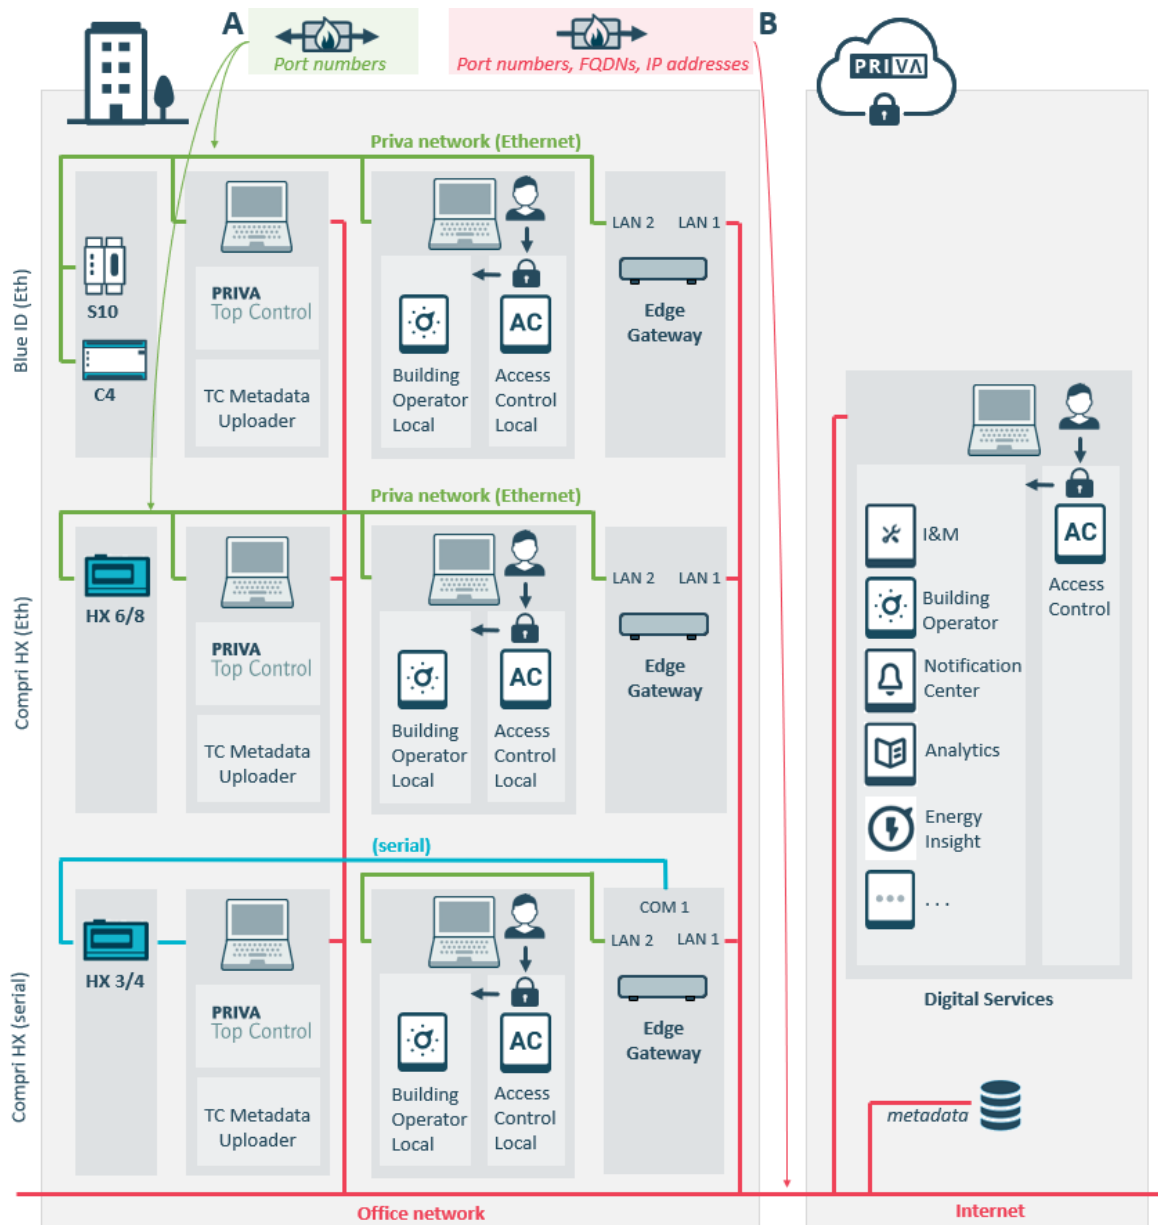 A
Port numbers
B
Port numbers, FQDNs, IP addresses
PRIVA
Blue ID (Eth)
Priva network (Ethernet)
S10
C4
PRIVA
Top Control
TC Metadata
Uploader
Building
Operator
Local
AC
Access
Control
Local
LAN 2
LAN 1
Edge
Gateway
Compri HX (Eth)
Priva network (Ethernet)
HX 6/8
PRIVA
Top Control
TC Metadata
Uploader
Building
Operator
Local
AC
Access
Control
Local
LAN 2
LAN 1
Edge
Gateway
Compri HX (serial)
(serial)
HX 3/4
PRIVA
Top Control
TC Metadata
Uploader
Building
Operator
Local
AC
Access
Control
Local
COM 1
LAN 2
LAN 1
Edge
Gateway
I&M
Building
Operator
Notification
Center
Analytics
Energy
Insight
...
AC
Access
Control
Digital Services
metadata
Office network
Internet